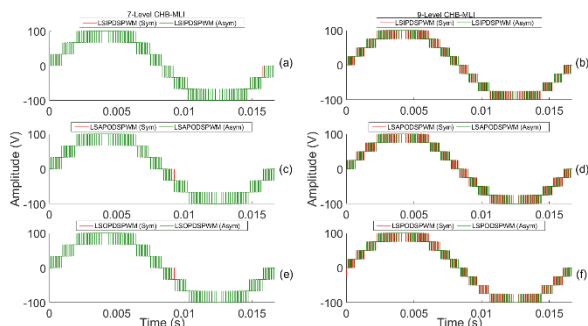 7-Level CHB-MLI
9-Level CHB-MLI
LSIPDSPWM (Sym) LSIPDSPWM (Asym)
LSIPDSPWM (Sym) LSIPDSPWM (Asym)
100
0
-100
(a)
100
0
-100
(b)
0 0.005 0.01 0.015
0 0.005 0.01 0.015
LSAPODSPWM (Sym) LSAPODSPWM (Asym)
LSAPODSPWM (Sym) LSAPODSPWM (Asym)
Amplitude (V)
100
0
-100
(c)
Amplitude (V)
100
0
-100
(d)
0 0.005 0.01 0.015
0 0.005 0.01 0.015
LSOPDSPWM (Sym) LSOPDSPWM (Asym)
LSPODSPWM (Sym) LSPODSPWM (Asym)
100
0
100
(e)
100
0
-100
(f)
0 0.005 0.01 0.015
0 0.005 0.01 0.015
Time (s)
Time (s)